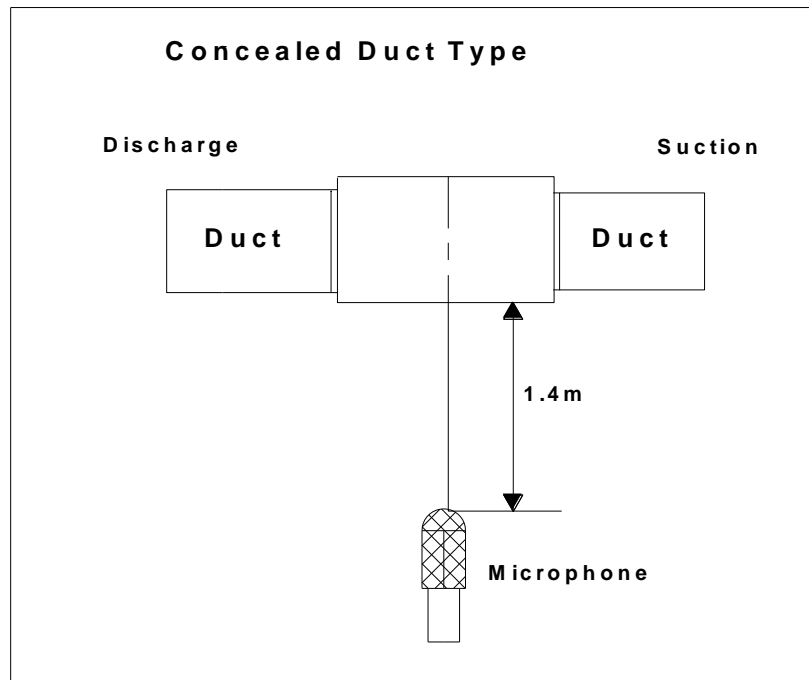 Concealed Duct Type
Discharge
Suction
Duct
Duct
1.4m
Microphone